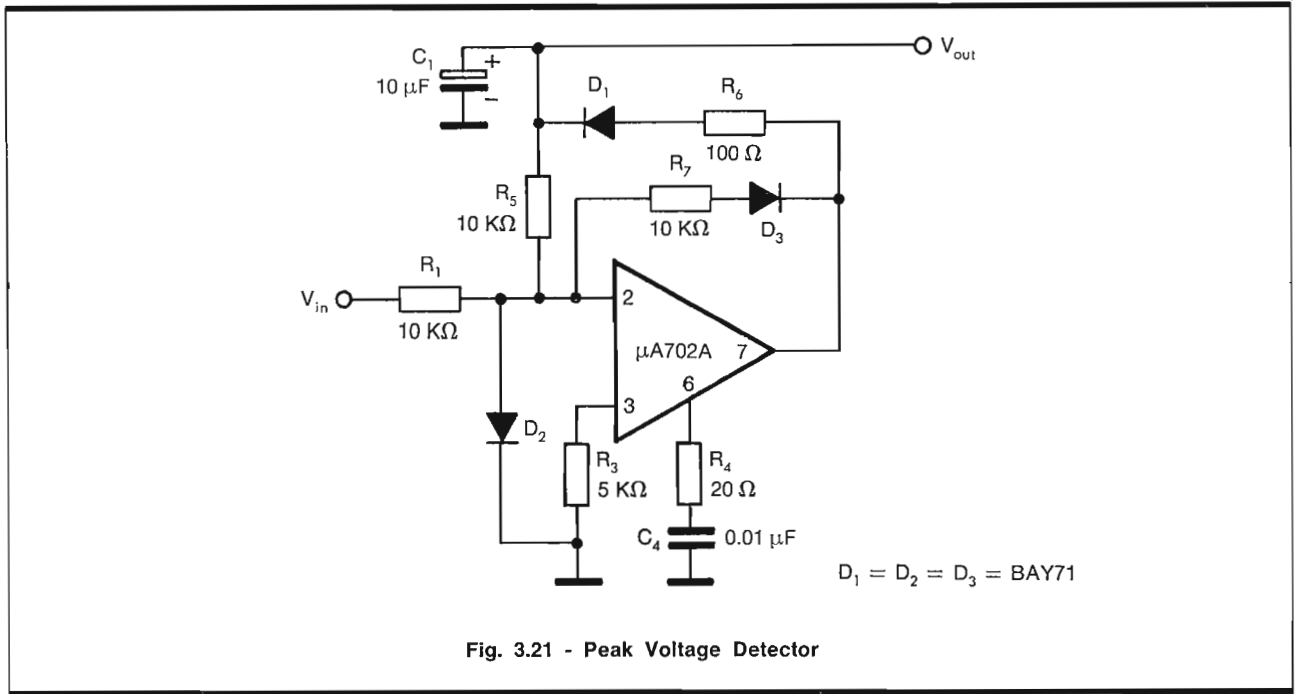 C₁
+
10 µF
−
Vout
D₁
R₆
100 Ω
R₇
10 KΩ
D₃
R₅
10 KΩ
R₁
Vin
10 KΩ
2
µA702A
7
6
3
D₂
R₃
5 KΩ
R₄
20 Ω
C₄
0.01 µF
D₁ = D₂ = D₃ = BAY71
Fig. 3.21 - Peak Voltage Detector